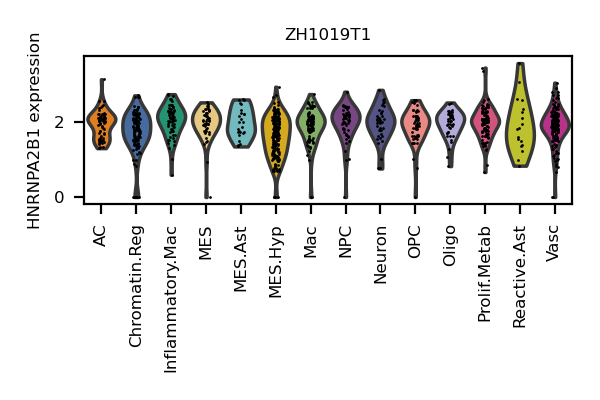 ZH1019T1
HNRNPA2B1 expression
2
0
AC
Chromatin.Reg
Inflammatory.Mac
MES
MES.Ast
MES.Hyp
Mac
NPC
Neuron
OPC
Oligo
Prolif.Metab
Reactive.Ast
Vasc